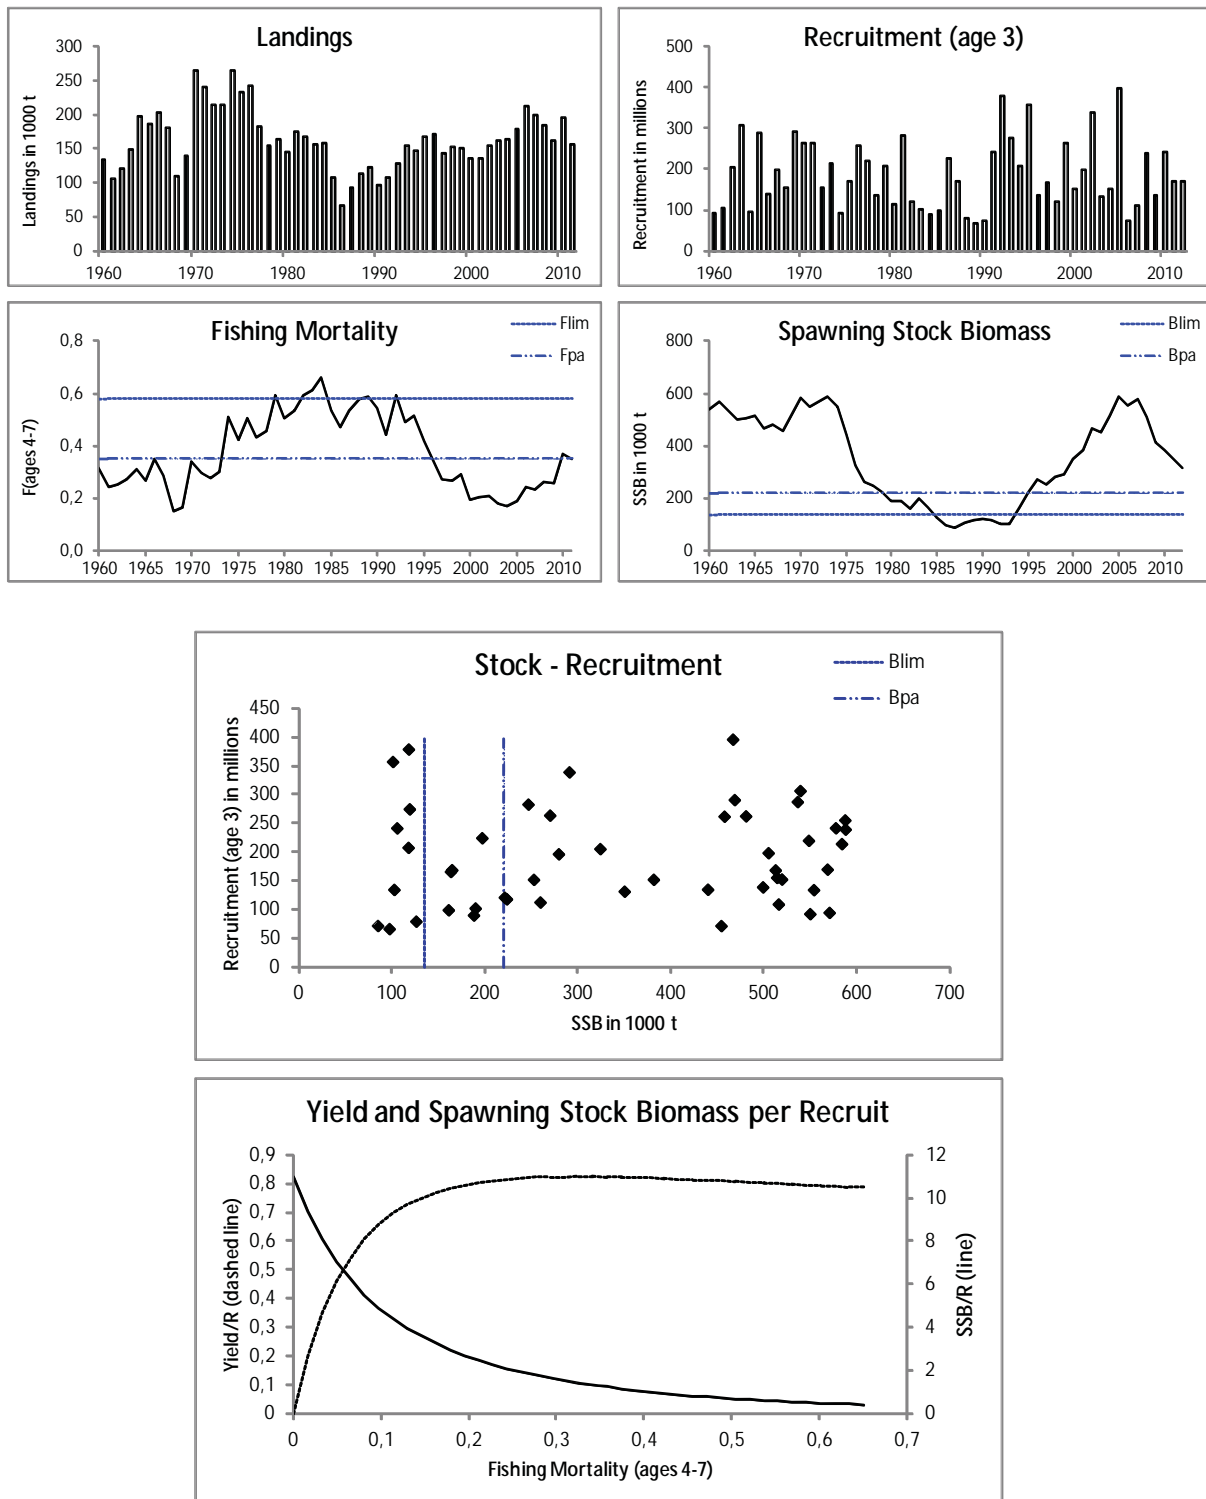 Landings
Landings in 1000 t
300
250
200
150
100
50
0
1960 1970 1980 1990 2000 2010
Recruitment (age 3)
Recruitment in millions
500
400
300
200
100
0
1960 1970 1980 1990 2000 2010
Fishing Mortality
Flim
Fpa
F(ages 4-7)
0,8
0,6
0,4
0,2
0,0
1960 1965 1970 1975 1980 1985 1990 1995 2000 2005 2010
Spawning Stock Biomass
Blim
Bpa
SSB in 1000 t
800
600
400
200
0
1960 1965 1970 1975 1980 1985 1990 1995 2000 2005 2010
Stock - Recruitment
Blim
Bpa
Recruitment (age 3) in millions
450
400
350
300
250
200
150
100
50
0
0 100 200 300 400 500 600 700
SSB in 1000 t
Yield and Spawning Stock Biomass per Recruit
Yield/R (dashed line)
0,9
0,8
0,7
0,6
0,5
0,4
0,3
0,2
0,1
0
12
10
8
6
4
2
0
SSB/R (line)
0 0,1 0,2 0,3 0,4 0,5 0,6 0,7
Fishing Mortality (ages 4-7)